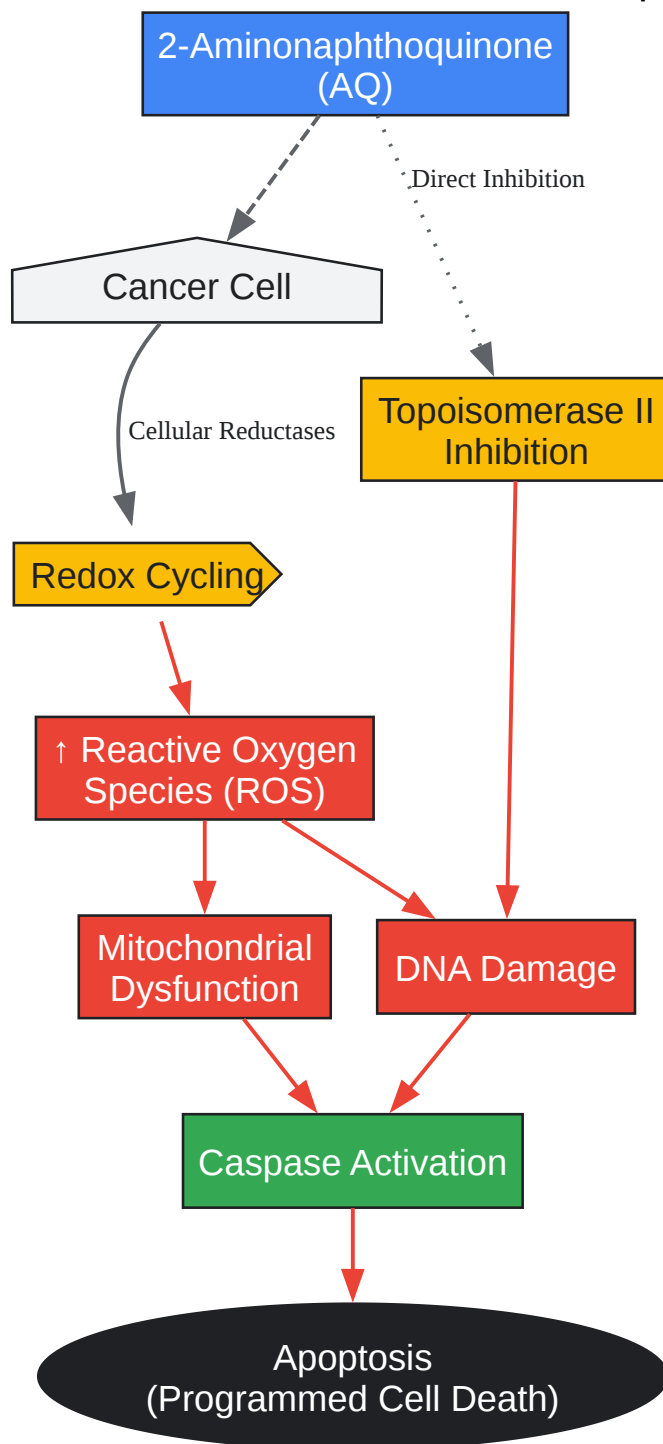 2-Aminonaphthoquinone
(AQ)
Direct Inhibition
Cancer Cell
Topoisomerase II
Inhibition
Cellular Reductases
Redox Cycling
↑ Reactive Oxygen
Species (ROS)
Mitochondrial
Dysfunction
DNA Damage
Caspase Activation
Apoptosis
(Programmed Cell Death)